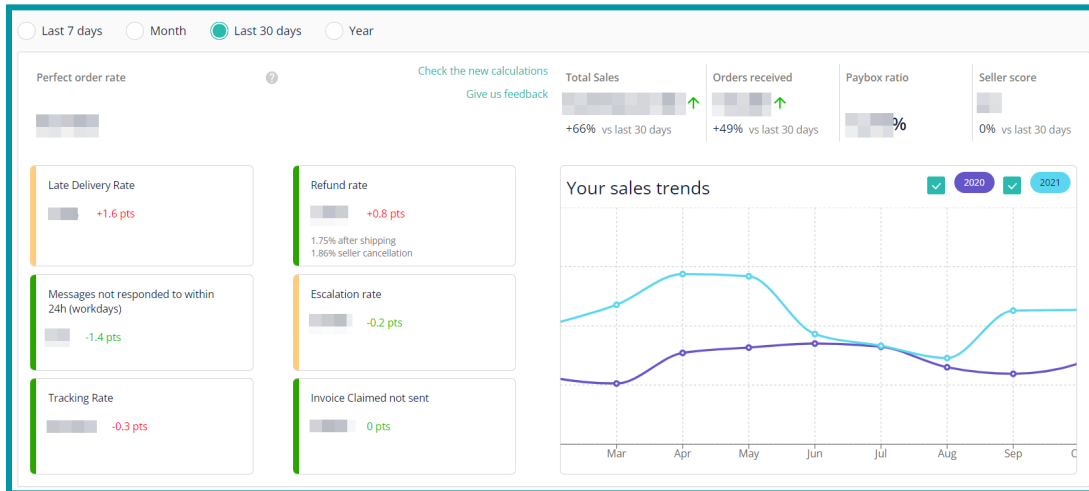 Last 7 days
Month
Last 30 days
Year
Perfect order rate
?
Check the new calculations
Give us feedback
Total Sales
+66% vs last 30 days
Orders received
+49% vs last 30 days
Paybox ratio
%
Seller score
0% vs last 30 days
Late Delivery Rate
+1.6 pts
Refund rate
+0.8 pts
1.75% after shipping
1.86% seller cancellation
Messages not responded to within
24h (workdays)
-1.4 pts
Escalation rate
-0.2 pts
Tracking Rate
-0.3 pts
Invoice Claimed not sent
0 pts
Your sales trends
2020
2021
Mar Apr May Jun Jul Aug Sep